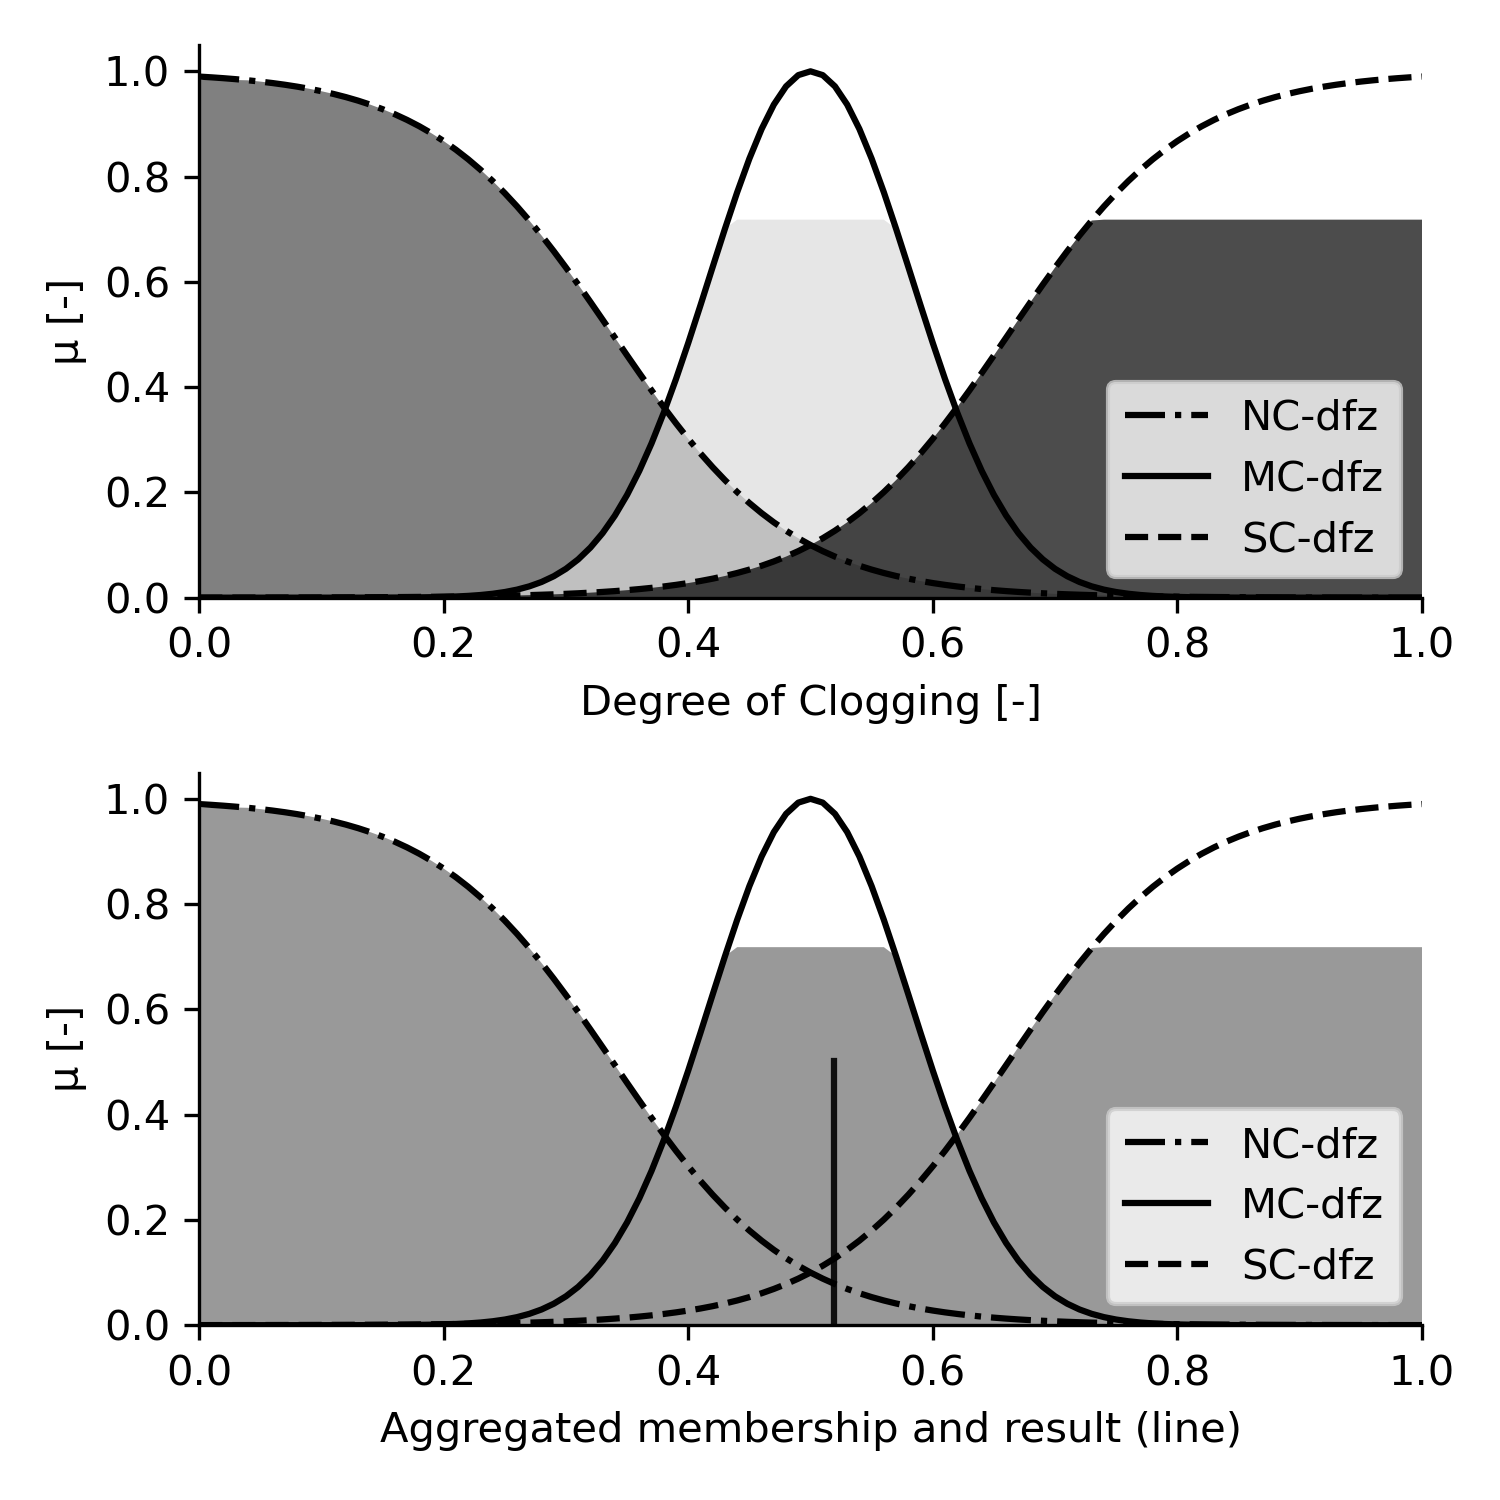 1.0
0.8
0.6
0.4
0.2
0.0
μ [-]
NC-dfz
MC-dfz
SC-dfz
0.0 0.2 0.4 0.6 0.8 1.0
Degree of Clogging [-]
1.0
0.8
0.6
0.4
0.2
0.0
μ [-]
NC-dfz
MC-dfz
SC-dfz
0.0 0.2 0.4 0.6 0.8 1.0
Aggregated membership and result (line)